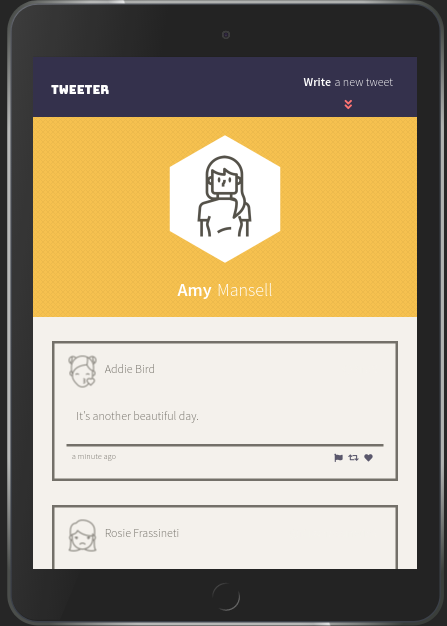 TWEETER
Write a new tweet
Amy Mansell
Addie Bird
It's another beautiful day.
a minute ago
Rosie Frassineti